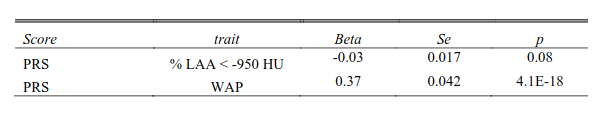 Score trait Beta Se p
PRS % LAA < -950 HU -0.03 0.017 0.08
PRS WAP 0.37 0.042 4.1E-18